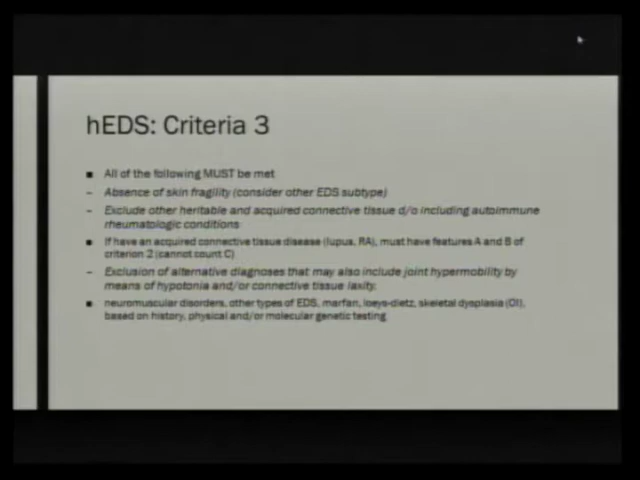 hEDS: Criteria 3
All of the following MUST be met
Absence of skin fragility (consider other EDS subtype)
Exclude other heritable and acquired connective tissue d/o including autoimmune
rheumatologic conditions
If have an acquired connective tissue disease (lupus, RA), must have features A and B of
criterion 2 (cannot count C)
Exclusion of alternative diagnoses that may also include joint hypermobility by
means of hypotonia and/or connective tissue laxity.
neuromuscular disorders, other types of EDS, marfan, loeys-dietz, skeletal dysplasia (OI),
based on history, physical and/or molecular genetic testing